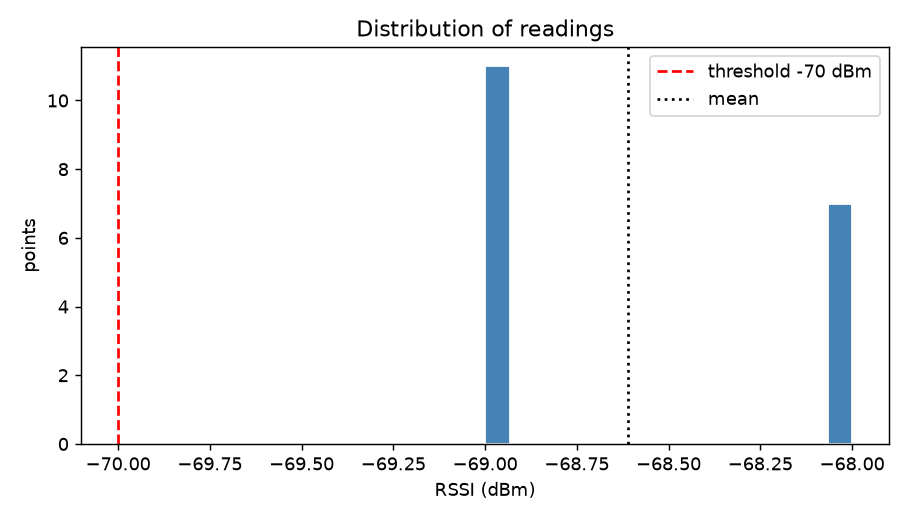 Distribution of readings
threshold -70 dBm
mean
points
10
8
6
4
2
0
−70.00 −69.75 −69.50 −69.25 −69.00 −68.75 −68.50 −68.25 −68.00
RSSI (dBm)